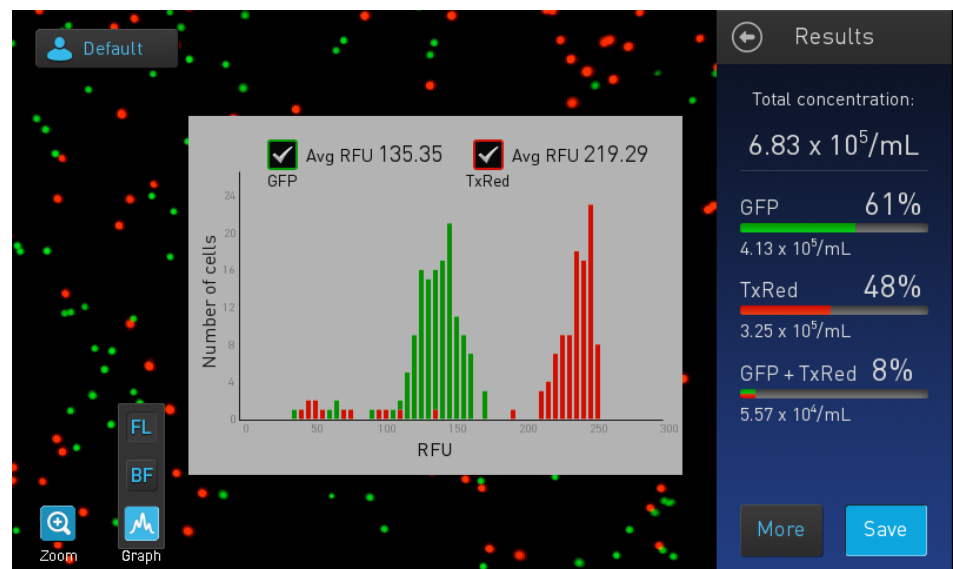 Default
Results
Total concentration:
6.83 x 10⁵/mL
GFP 61%
4.13 x 10⁵/mL
TxRed 48%
3.25 x 10⁵/mL
GFP + TxRed 8%
5.57 x 10⁴/mL
More
Save
Avg RFU 135.35
GFP
Avg RFU 219.29
TxRed
Number of cells
24
20
16
12
8
4
0
0 50 100 150 200 250 300
RFU
FL
BF
Zoom
Graph